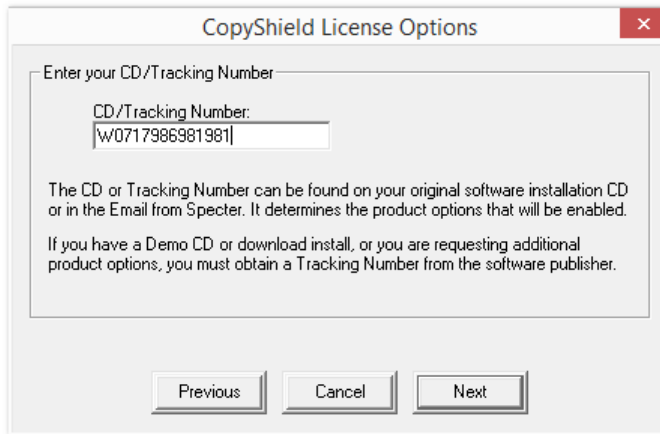 CopyShield License Options
Enter your CD/Tracking Number
CD/Tracking Number:
W0717986981981
The CD or Tracking Number can be found on your original software installation CD
or in the Email from Specter. It determines the product options that will be enabled.
If you have a Demo CD or download install, or you are requesting additional
product options, you must obtain a Tracking Number from the software publisher.
Previous Cancel Next